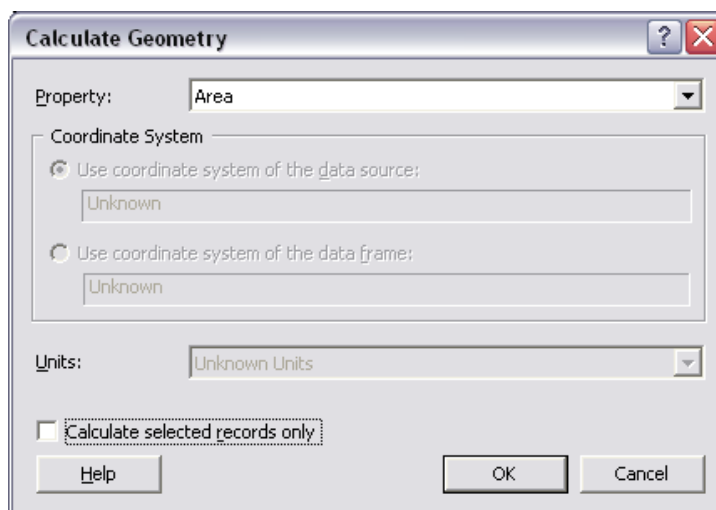 Calculate Geometry
?
Property: Area
Coordinate System
Use coordinate system of the data source:
Unknown
Use coordinate system of the data frame:
Unknown
Units: Unknown Units
Calculate selected records only
Help OK Cancel